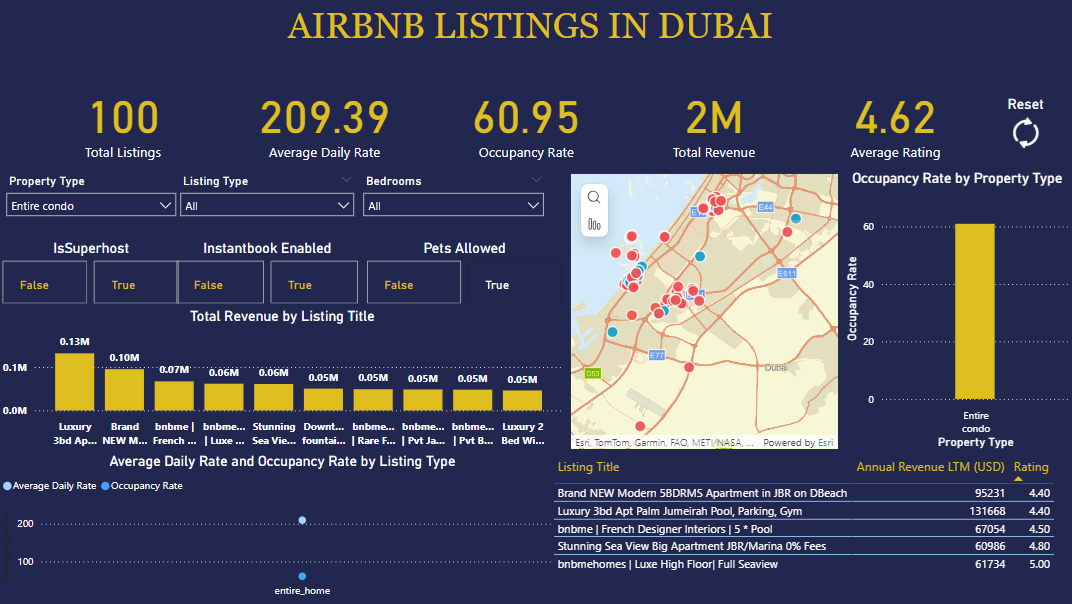 AIRBNB LISTINGS IN DUBAI
100
Total Listings
209.39
Average Daily Rate
60.95
Occupancy Rate
2M
Total Revenue
4.62
Average Rating
Reset
Property Type
Entire condo
Listing Type
All
Bedrooms
All
IsSuperhost
False
True
Instantbook Enabled
False
True
Pets Allowed
False
True
Total Revenue by Listing Title
0.1M
0.0M
0.13M
0.10M
0.07M
0.06M
0.06M
0.05M
0.05M
0.05M
0.05M
0.05M
Luxury
3bd Ap...
Brand
NEW M...
bnbme |
French ...
bnbme...
| Luxe ...
Stunning
Sea Vie...
Downt...
fountai...
bnbme...
| Rare F...
bnbme...
| Pvt Ja...
bnbme...
| Pvt B...
Luxury 2
Bed Wi...
Average Daily Rate and Occupancy Rate by Listing Type
Average Daily Rate
Occupancy Rate
200
100
entire_home
E44
E611
E77
D53
Dubai
Esri, TomTom, Garmin, FAO, METI/NASA, ...
Powered by Esri
Occupancy Rate by Property Type
Occupancy Rate
60
40
20
0
Entire
condo
Property Type
Listing Title Annual Revenue LTM (USD) Rating
Brand NEW Modern 5BDRMS Apartment in JBR on DBeach 95231 4.40
Luxury 3bd Apt Palm Jumeirah Pool, Parking, Gym 131668 4.40
bnbme | French Designer Interiors | 5 * Pool 67054 4.50
Stunning Sea View Big Apartment JBR/Marina 0% Fees 60986 4.80
bnbmehomes | Luxe High Floor| Full Seaview 61734 5.00